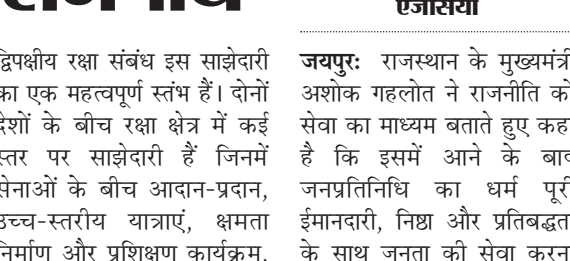 द्विपक्षीय रक्षा संबंध इस साझेदारी
का एक महत्वपूर्ण स्तंभ हैं। दोनों
देशों के बीच रक्षा क्षेत्र में कई
स्तर पर साझेदारी हैं जिनमें
सेनाओं के बीच आदान-प्रदान,
उच्च-स्तरीय यात्राएं, क्षमता
निर्माण और प्रशिक्षण कार्यक्रम,
एजेंसियां
जयपुरः राजस्थान के मुख्यमंत्री
अशोक गहलोत ने राजनीति को
सेवा का माध्यम बताते हुए कहा
है कि इसमें आने के बाद
जनप्रतिनिधि का धर्म पूरी
ईमानदारी, निष्ठा और प्रतिबद्धता
के साथ जनता की सेवा करना